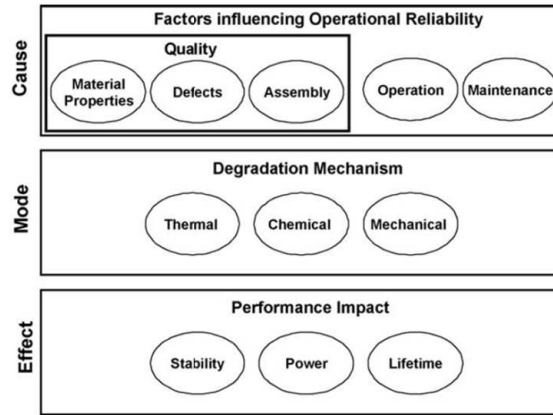 Cause
Factors influencing Operational Reliability
Quality
Material
Properties
Defects
Assembly
Operation
Maintenance
Mode
Degradation Mechanism
Thermal
Chemical
Mechanical
Effect
Performance Impact
Stability
Power
Lifetime